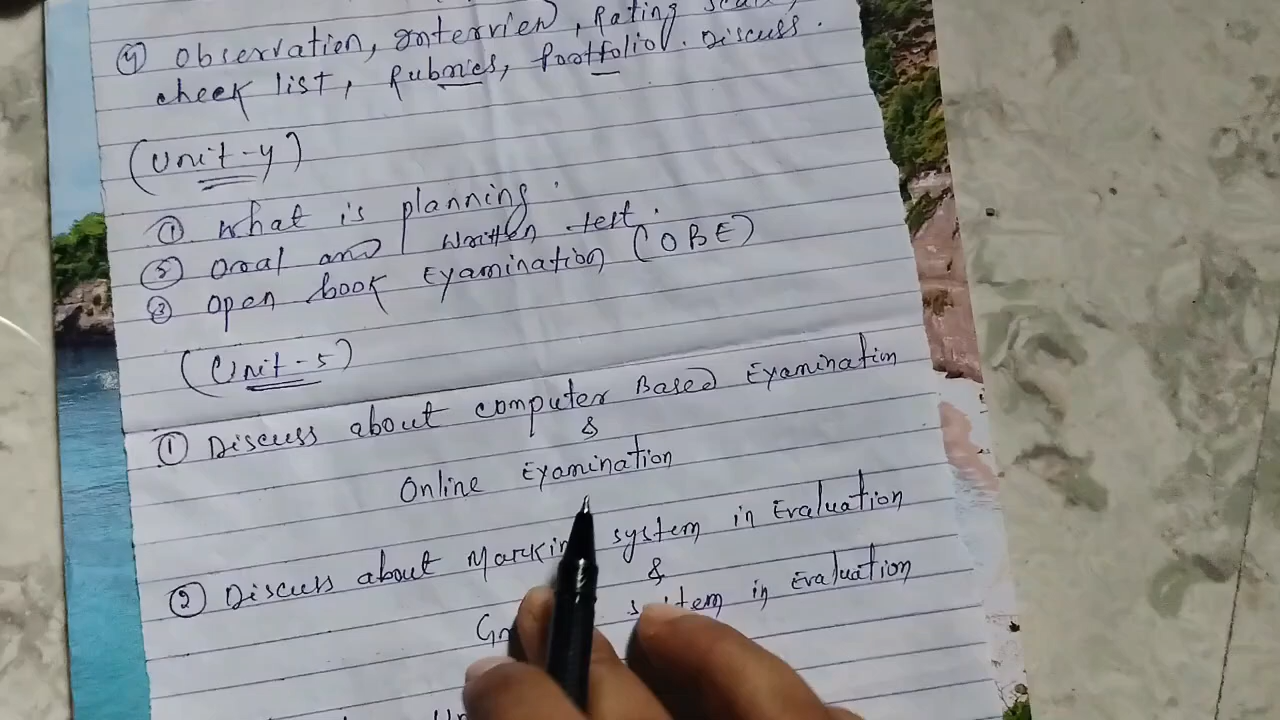 ④ Observation, Interview, Rating
check list, Rubrics, Portfolio. Discuss.
(Unit-4)
① What is planning.
② Oral and written test.
③ Open book Examination (OBE)
(Unit-5)
① Discuss about computer Based Examination
&
Online Examination
② Discuss about Marking system in Evaluation
&
system in Evaluation